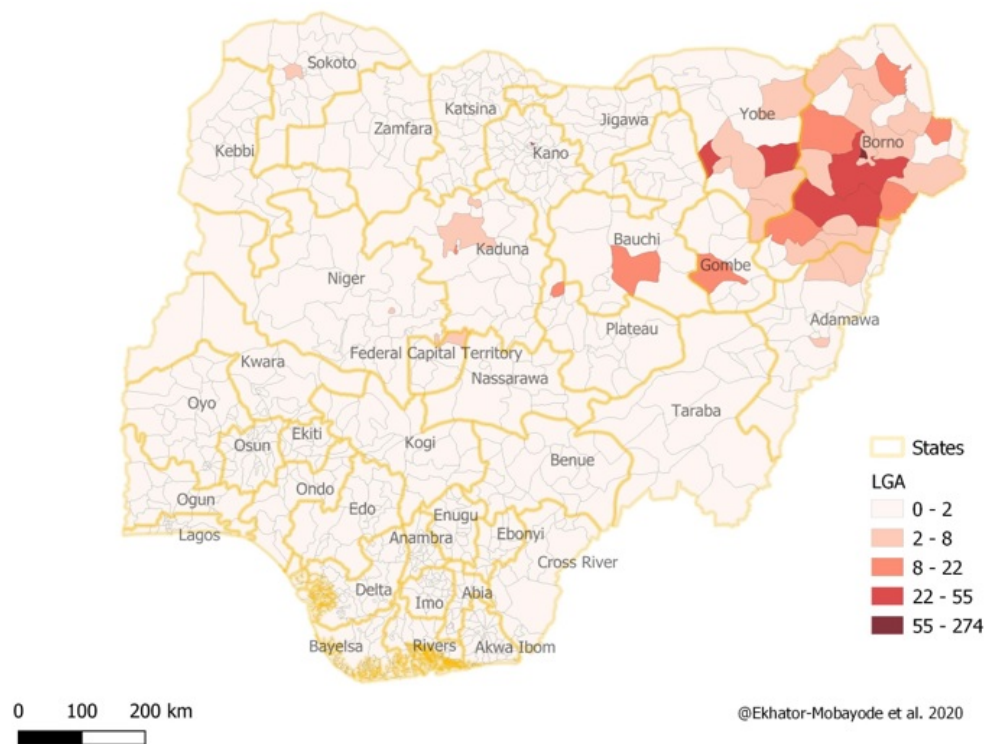 Sokoto
Katsina
Yobe
Jigawa
Zamfara
Borno
Kebbi
Kano
Kaduna
Bauchi
Gombe
Niger
Adamawa
Plateau
Federal Capital Territory
Kwara
Nassarawa
Oyo
Taraba
Ekiti
Osun
Kogi
Benue
Ondo
Ogun
Edo
Enugu
Lagos
Anambra
Ebonyi
Cross River
Delta
Abia
Imo
Bayelsa
Rivers
Akwa Ibom
States
LGA
0 - 2
2 - 8
8 - 22
22 - 55
55 - 274
0 100 200 km
@Ekhator-Mobayode et al. 2020